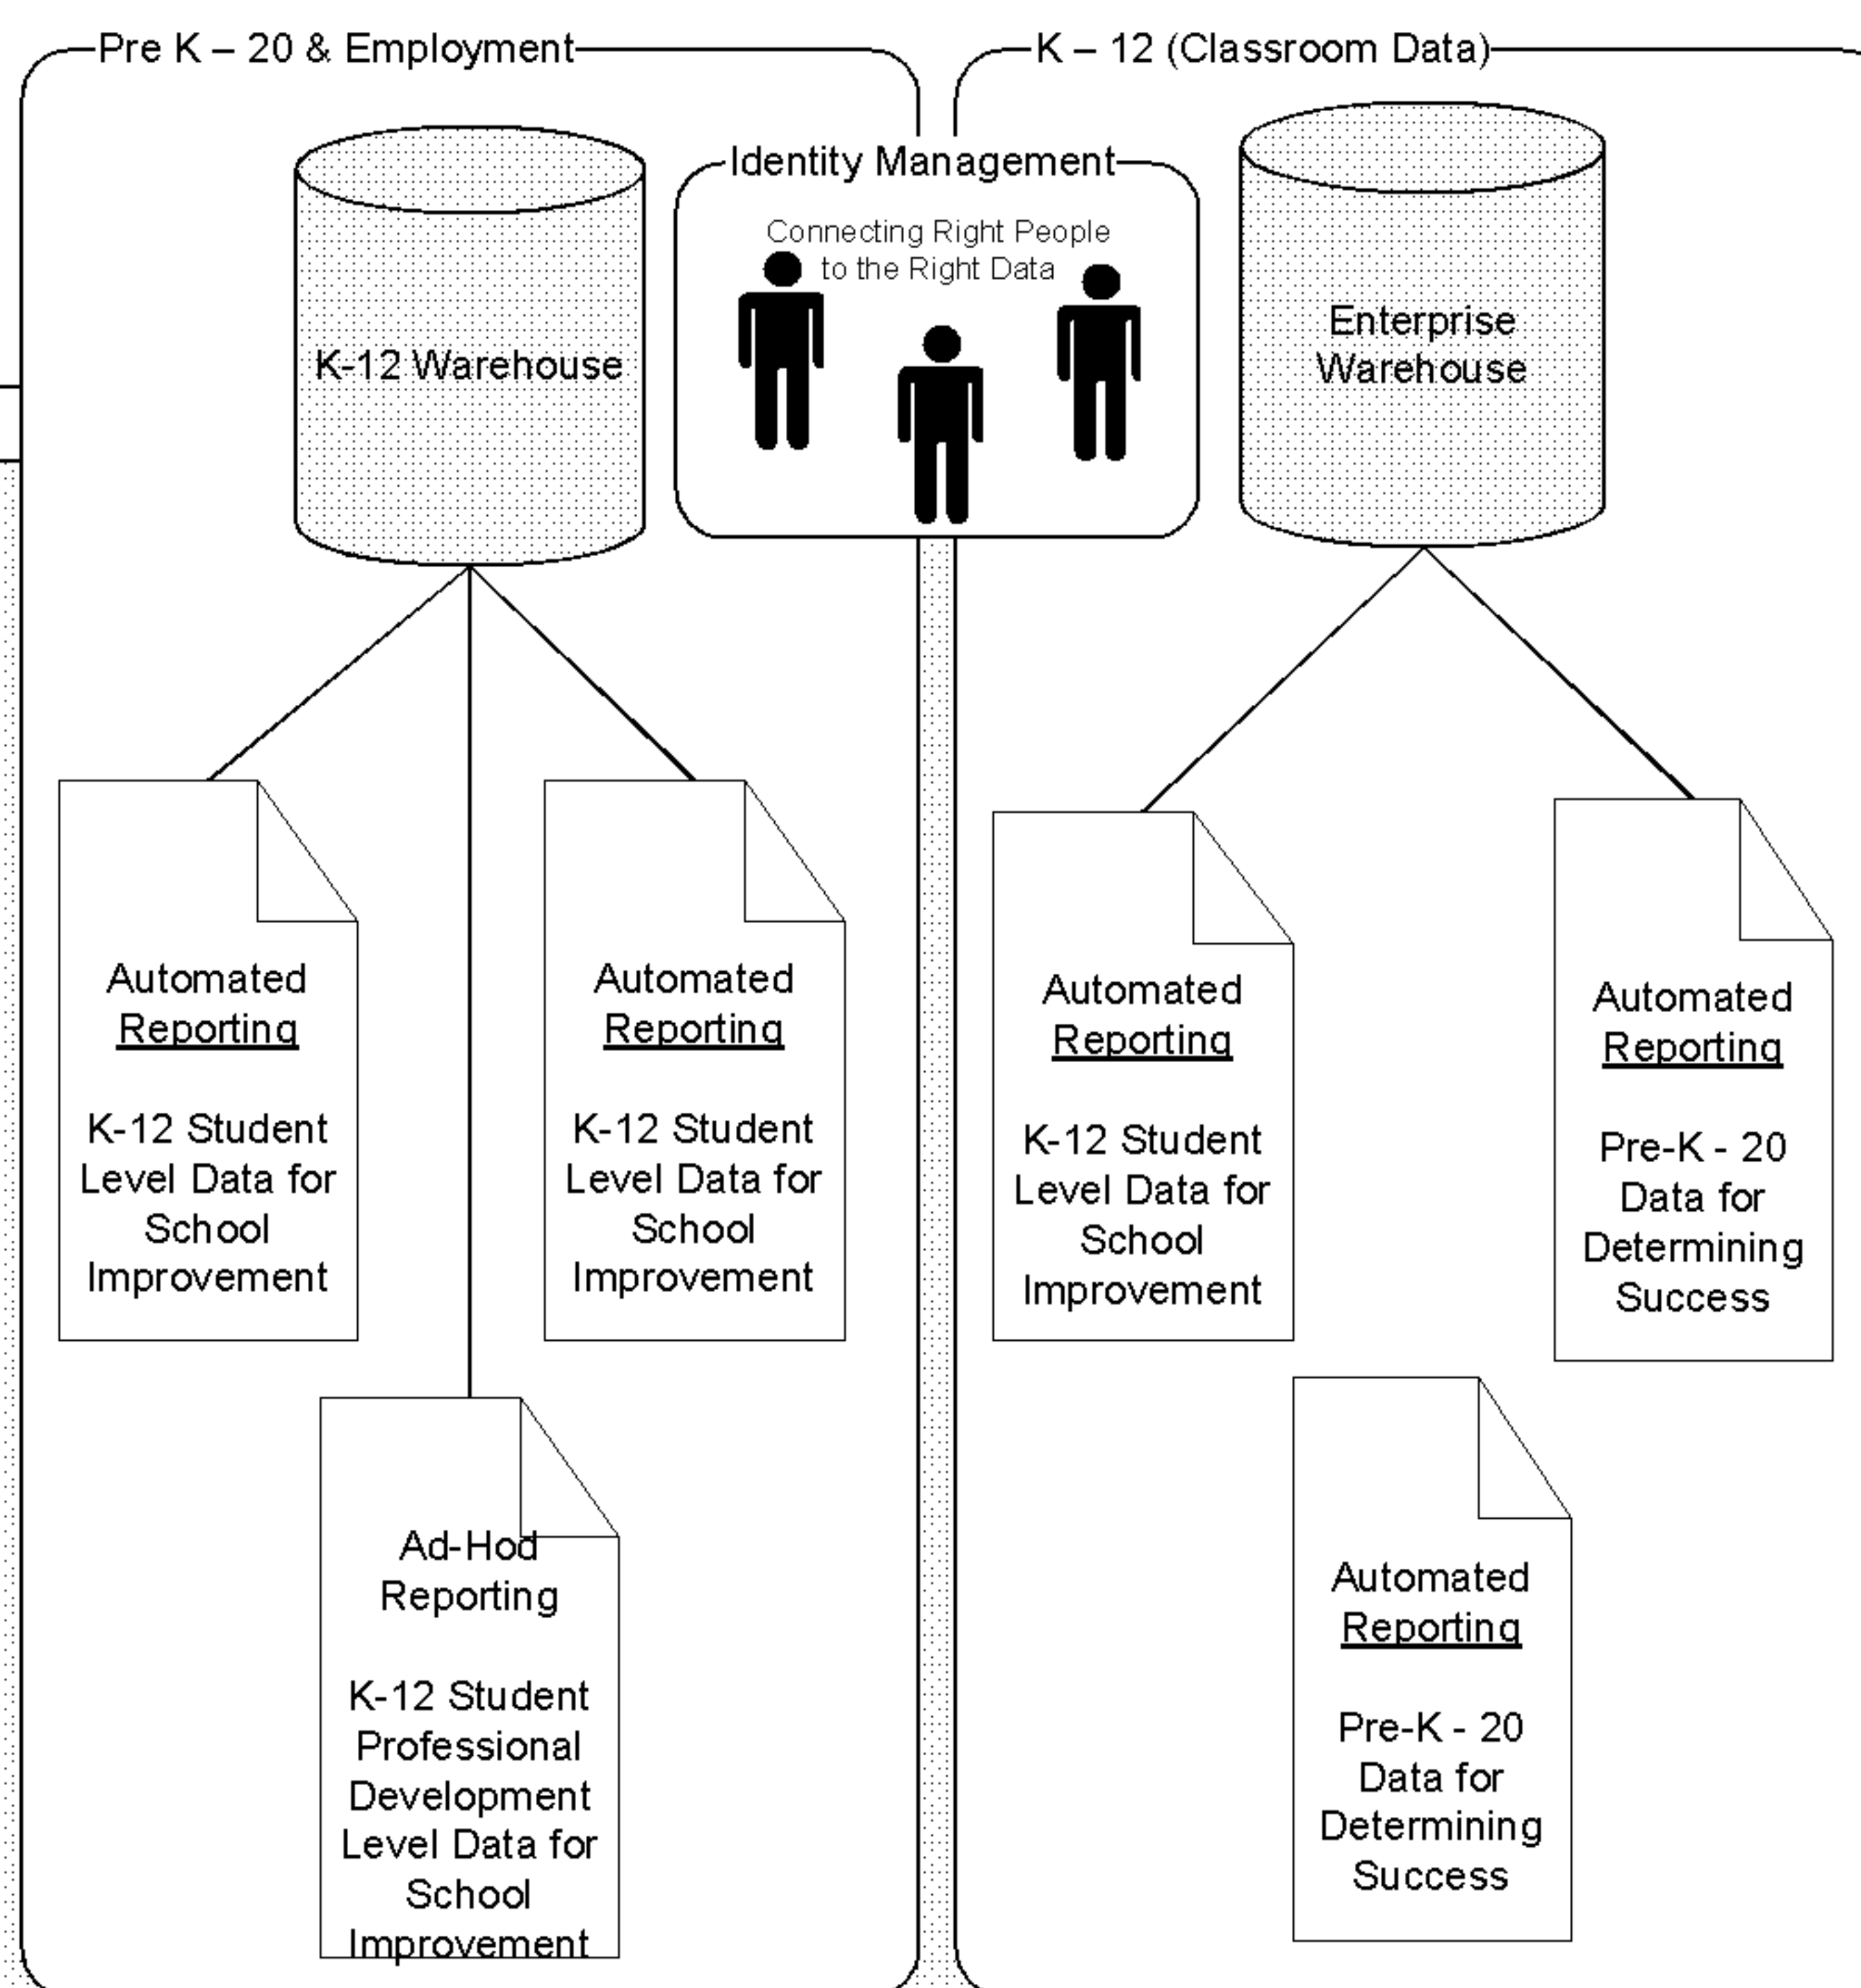 Pre K – 20 & Employment
K-12 Warehouse
Identity Management
Connecting Right People
to the Right Data
K – 12 (Classroom Data)
Enterprise
Warehouse
Automated
Reporting
K-12 Student
Level Data for
School
Improvement
Automated
Reporting
K-12 Student
Level Data for
School
Improvement
Ad-Hod
Reporting
K-12 Student
Professional
Development
Level Data for
School
Improvement
Automated
Reporting
K-12 Student
Level Data for
School
Improvement
Automated
Reporting
Pre-K - 20
Data for
Determining
Success
Automated
Reporting
Pre-K - 20
Data for
Determining
Success